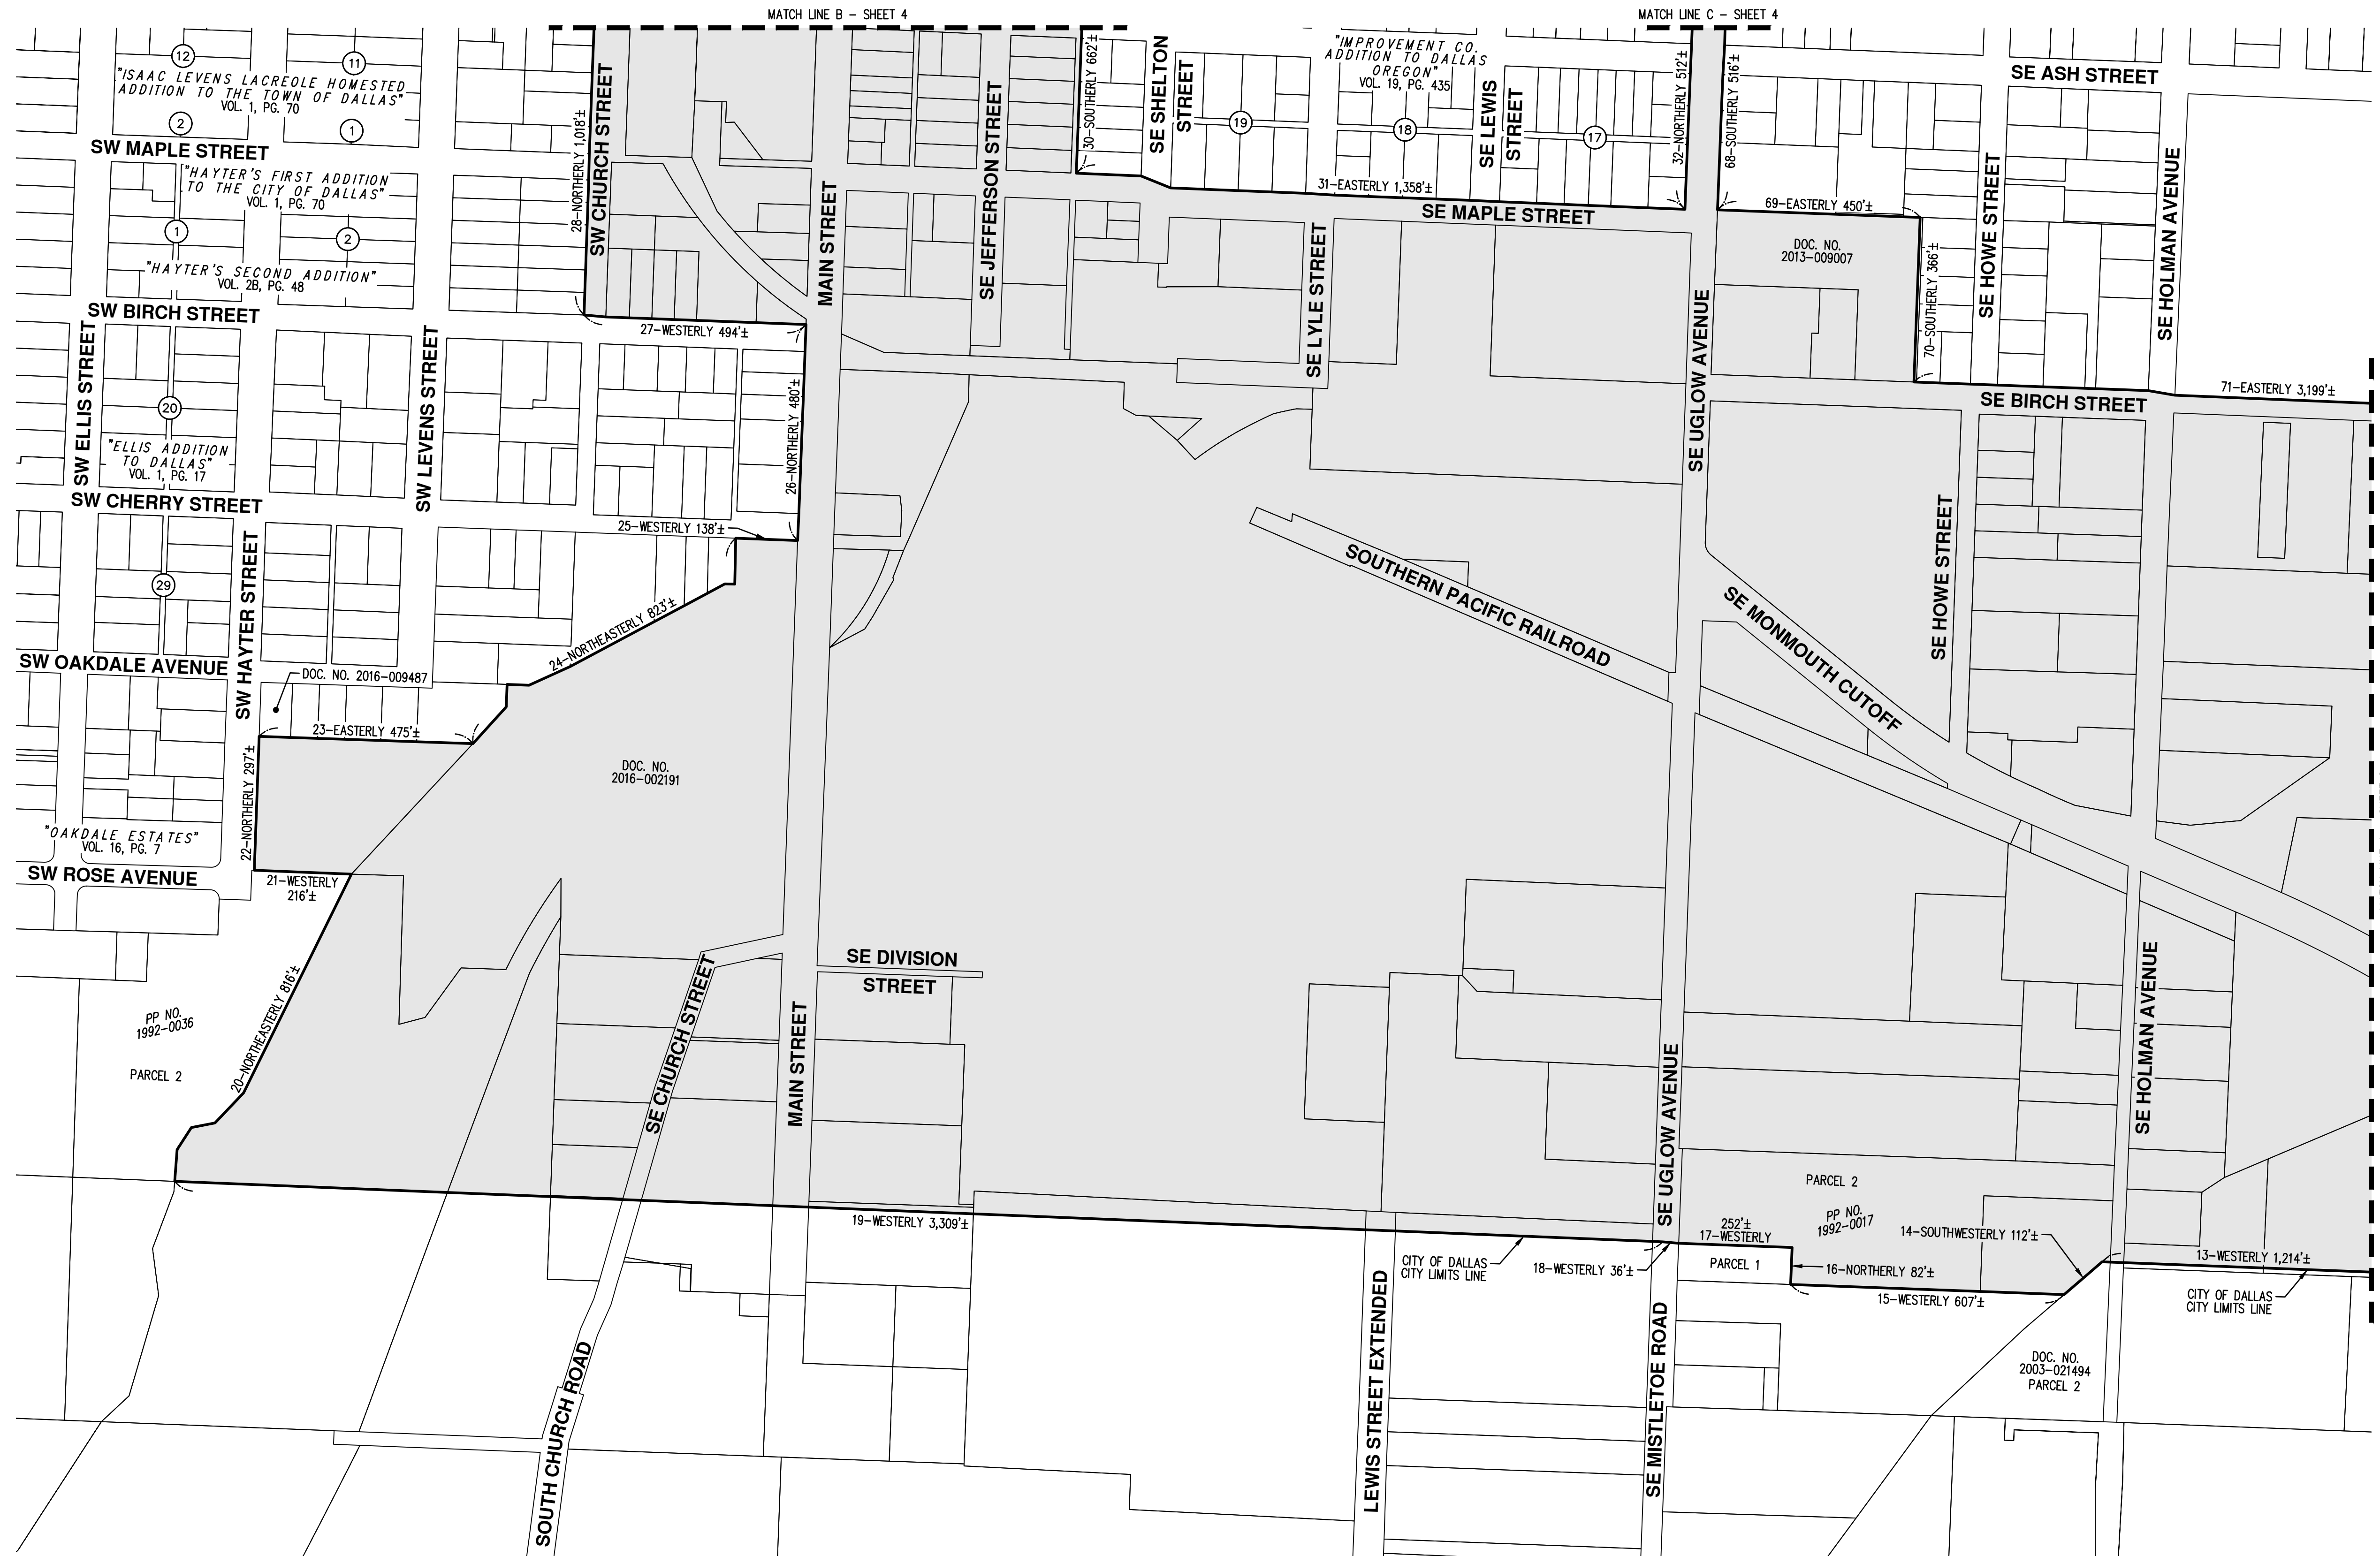 MATCH LINE B – SHEET 4
MATCH LINE C – SHEET 4
12
11
"ISAAC LEVENS LACREOLE HOMESTED
ADDITION TO THE TOWN OF DALLAS"
VOL. 1, PG. 70
2
1
SW MAPLE STREET
"HAYTER'S FIRST ADDITION
TO THE CITY OF DALLAS"
VOL. 1, PG. 70
1
2
"HAYTER'S SECOND ADDITION"
VOL. 2B, PG. 48
SW BIRCH STREET
SW ELLIS STREET
20
"ELLIS ADDITION
TO DALLAS"
VOL. 1, PG. 17
SW CHERRY STREET
SW LEVENS STREET
29
SW HAYTER STREET
SW OAKDALE AVENUE
DOC. NO. 2016-009487
23-EASTERLY 475'±
22-NORTHERLY 297'±
"OAKDALE ESTATES"
VOL. 16, PG. 7
SW ROSE AVENUE
21-WESTERLY
216'±
20-NORTHEASTERLY 816'±
PP NO.
1992-0036
PARCEL 2
28-NORTHERLY 1,018'±
SW CHURCH STREET
27-WESTERLY 494'±
26-NORTHERLY 480'±
25-WESTERLY 138'±
24-NORTHEASTERLY 823'±
DOC. NO.
2016-002191
MAIN STREET
SE JEFFERSON STREET
30-SOUTHERLY 662'±
SE SHELTON
STREET
19
"IMPROVEMENT CO.
ADDITION TO DALLAS
OREGON"
VOL. 19, PG. 435
18
SE LEWIS
STREET
17
31-EASTERLY 1,358'±
SE MAPLE STREET
32-NORTHERLY 512'±
68-SOUTHERLY 516'±
69-EASTERLY 450'±
DOC. NO.
2013-009007
70-SOUTHERLY 366'±
SE ASH STREET
SE HOWE STREET
SE HOLMAN AVENUE
71-EASTERLY 3,199'±
SE BIRCH STREET
SE LYLE STREET
SE UGLOW AVENUE
SOUTHERN PACIFIC RAILROAD
SE MONMOUTH CUTOFF
SE HOWE STREET
SE DIVISION
STREET
SE CHURCH STREET
MAIN STREET
SE UGLOW AVENUE
SE HOLMAN AVENUE
19-WESTERLY 3,309'±
CITY OF DALLAS
CITY LIMITS LINE
18-WESTERLY 36'±
252'±
17-WESTERLY
PARCEL 1
PARCEL 2
PP NO.
1992-0017
14-SOUTHWESTERLY 112'±
16-NORTHERLY 82'±
15-WESTERLY 607'±
13-WESTERLY 1,214'±
CITY OF DALLAS
CITY LIMITS LINE
DOC. NO.
2003-021494
PARCEL 2
SOUTH CHURCH ROAD
LEWIS STREET EXTENDED
SE MISTLETOE ROAD